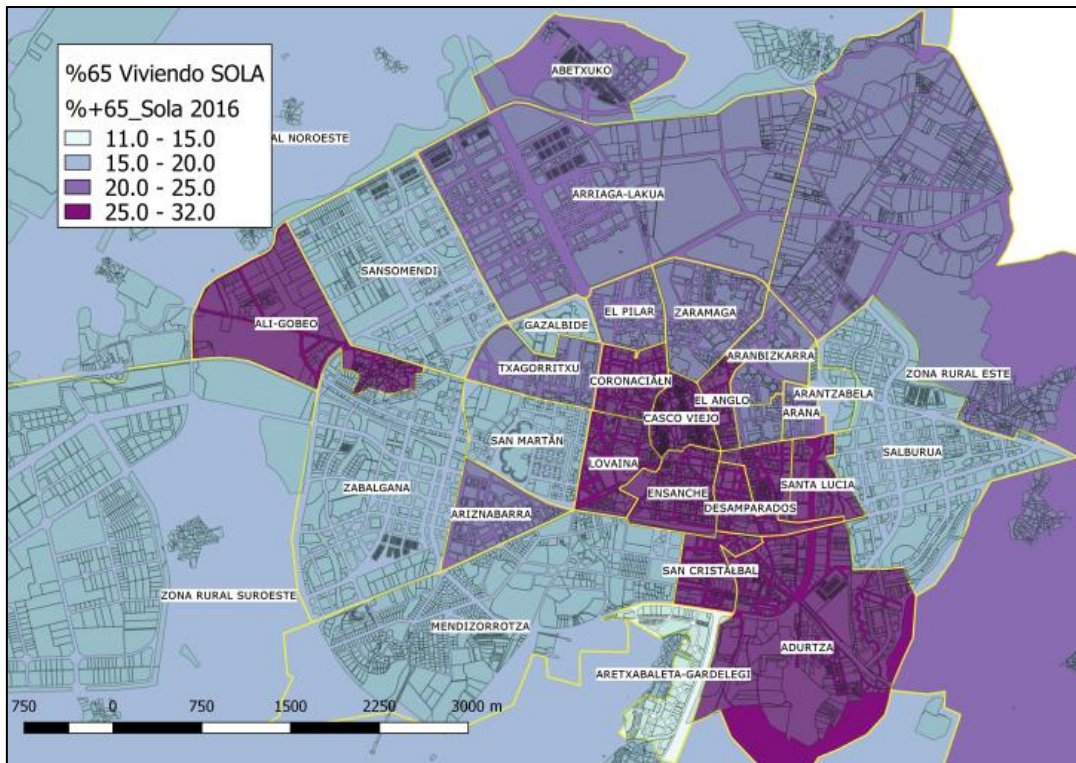 %65 Viviendo SOLA
%+65_Sola 2016
11.0 - 15.0
15.0 - 20.0
20.0 - 25.0
25.0 - 32.0
ABETXUKO
AL NOROESTE
ARRIAGA-LAKUA
SANSOMENDI
ALI-GOBEO
GAZALBIDE
EL PILAR
ZARAMAGA
TXAGORRITXU
ARANBIZKARRA
CORONACIÃLN
ZONA RURAL ESTE
EL ANGLO
ARANTZABELA
CASCO VIEJO
ARANA
SAN MARTÃN
SALBURUA
LOVAINA
ZABALGANA
ENSANCHE
SANTA LUCIA
ARIZNABARRA
DESAMPARADOS
SAN CRISTÃLBAL
ZONA RURAL SUROESTE
MENDIZORROTZA
ADURTZA
ARETXABALETA-GARDELEGI
750 0 750 1500 2250 3000 m